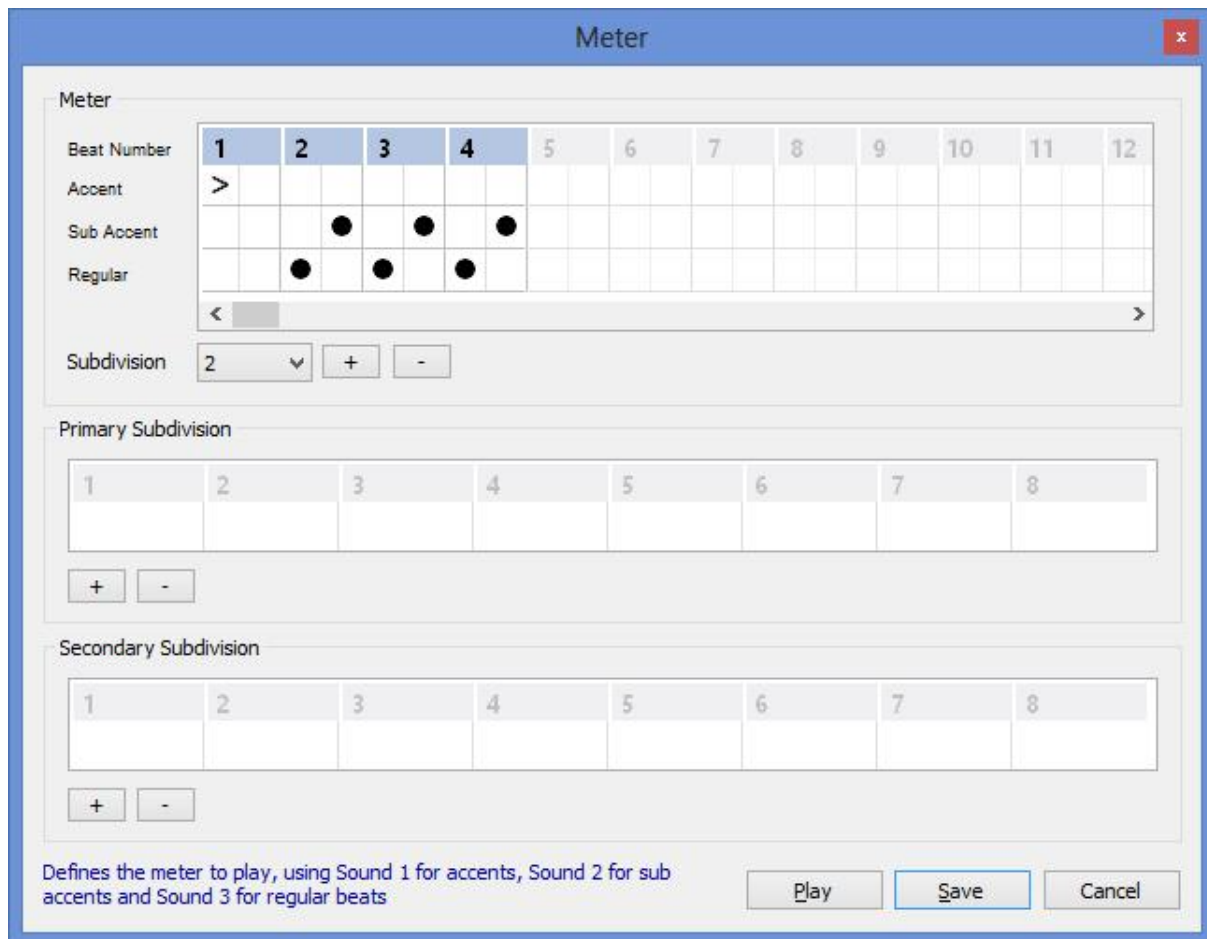 Meter
x
Meter
Beat Number 1 2 3 4 5 6 7 8 9 10 11 12
Accent >
Sub Accent
Regular
< >
Subdivision 2 + -
Primary Subdivision
1 2 3 4 5 6 7 8
+ -
Secondary Subdivision
1 2 3 4 5 6 7 8
+ -
Defines the meter to play, using Sound 1 for accents, Sound 2 for sub
accents and Sound 3 for regular beats
Play Save Cancel